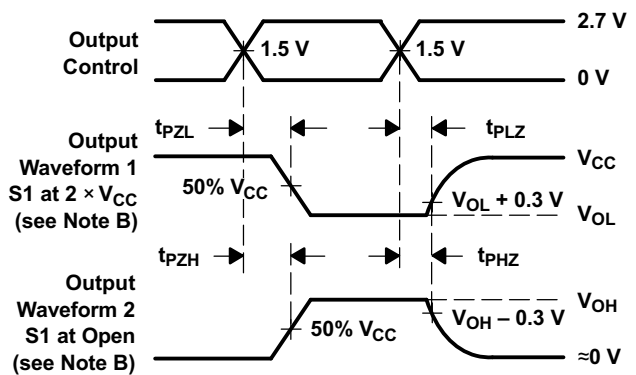 Output
Control
1.5 V
1.5 V
2.7 V
0 V
tPZL
tPLZ
Output
Waveform 1
S1 at 2 × VCC
(see Note B)
50% VCC
VCC
VOL + 0.3 V
VOL
tPZH
tPHZ
Output
Waveform 2
S1 at Open
(see Note B)
50% VCC
VOH
VOH – 0.3 V
≈0 V